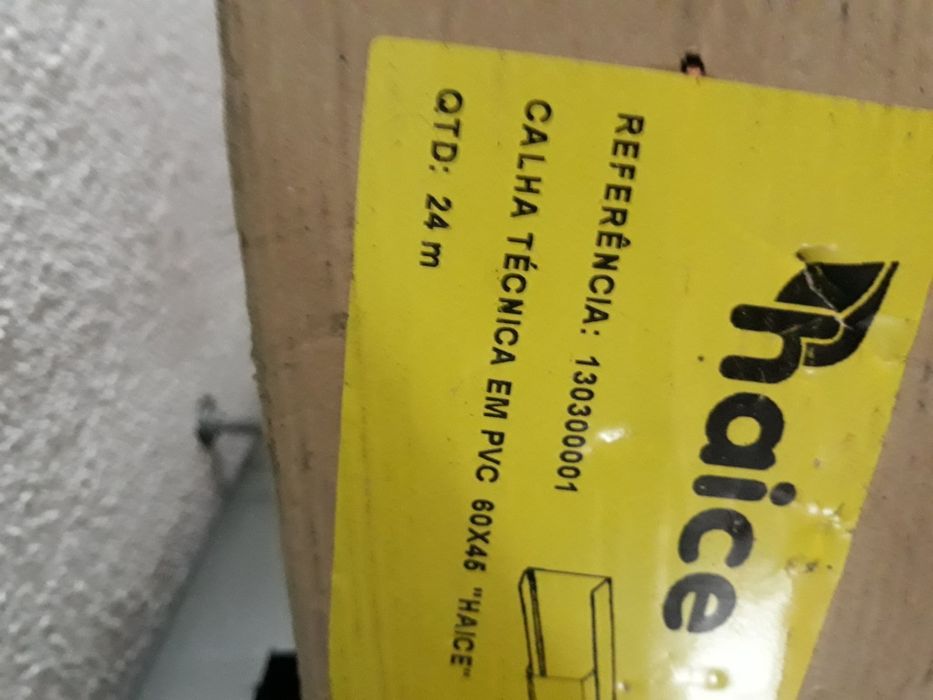 haice
REFERÊNCIA: 130300001
CALHA TÉCNICA EM PVC 60X45 "HAICE"
QTD: 24 m